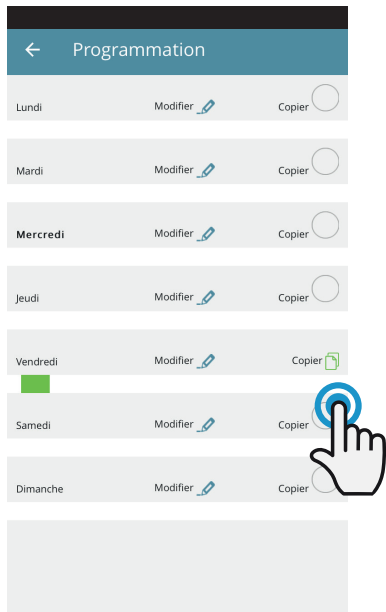 Programmation
Lundi Modifier Copier
Mardi Modifier Copier
Mercredi Modifier Copier
Jeudi Modifier Copier
Vendredi Modifier Copier
Samedi Modifier Copier
Dimanche Modifier Copier